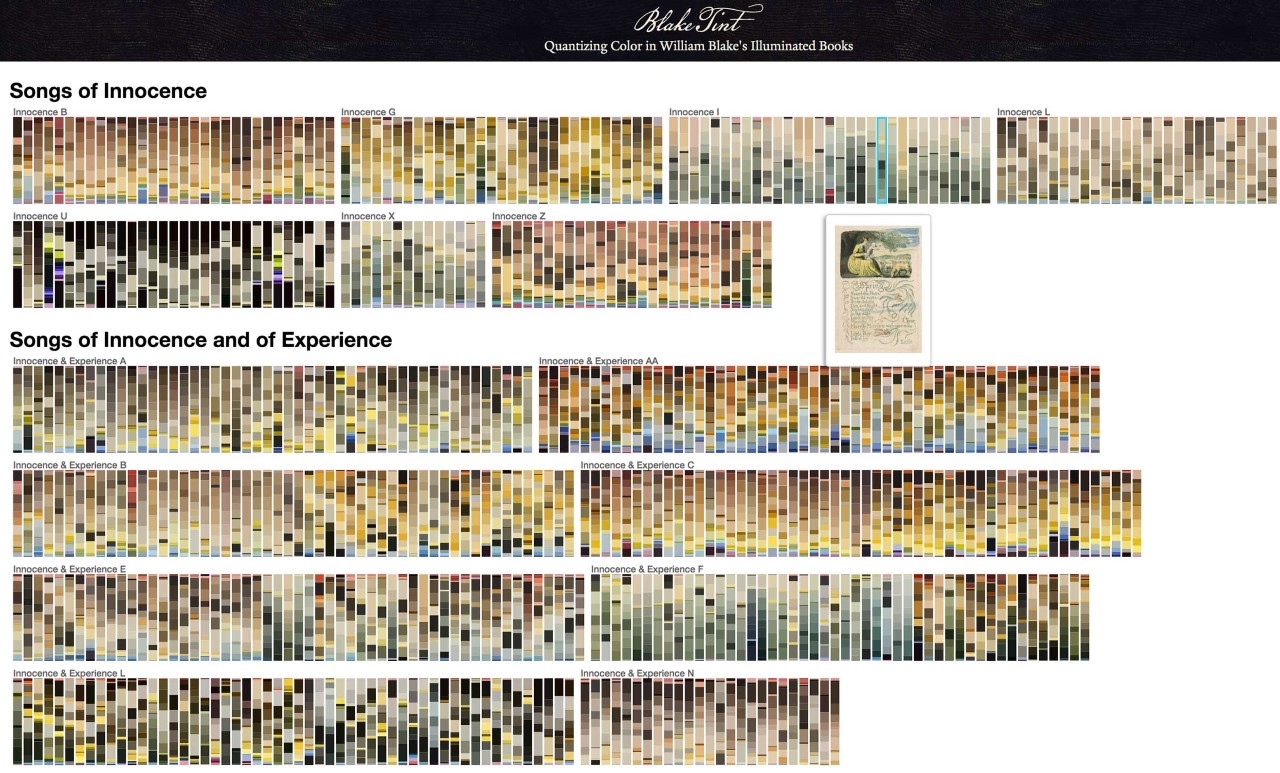 Blake Tint
Quantizing Color in William Blake's Illuminated Books
Songs of Innocence
Innocence B
Innocence G
Innocence I
Innocence L
Innocence U
Innocence X
Innocence Z
Spring
Songs of Innocence and of Experience
Innocence & Experience A
Innocence & Experience AA
Innocence & Experience B
Innocence & Experience C
Innocence & Experience E
Innocence & Experience F
Innocence & Experience L
Innocence & Experience N